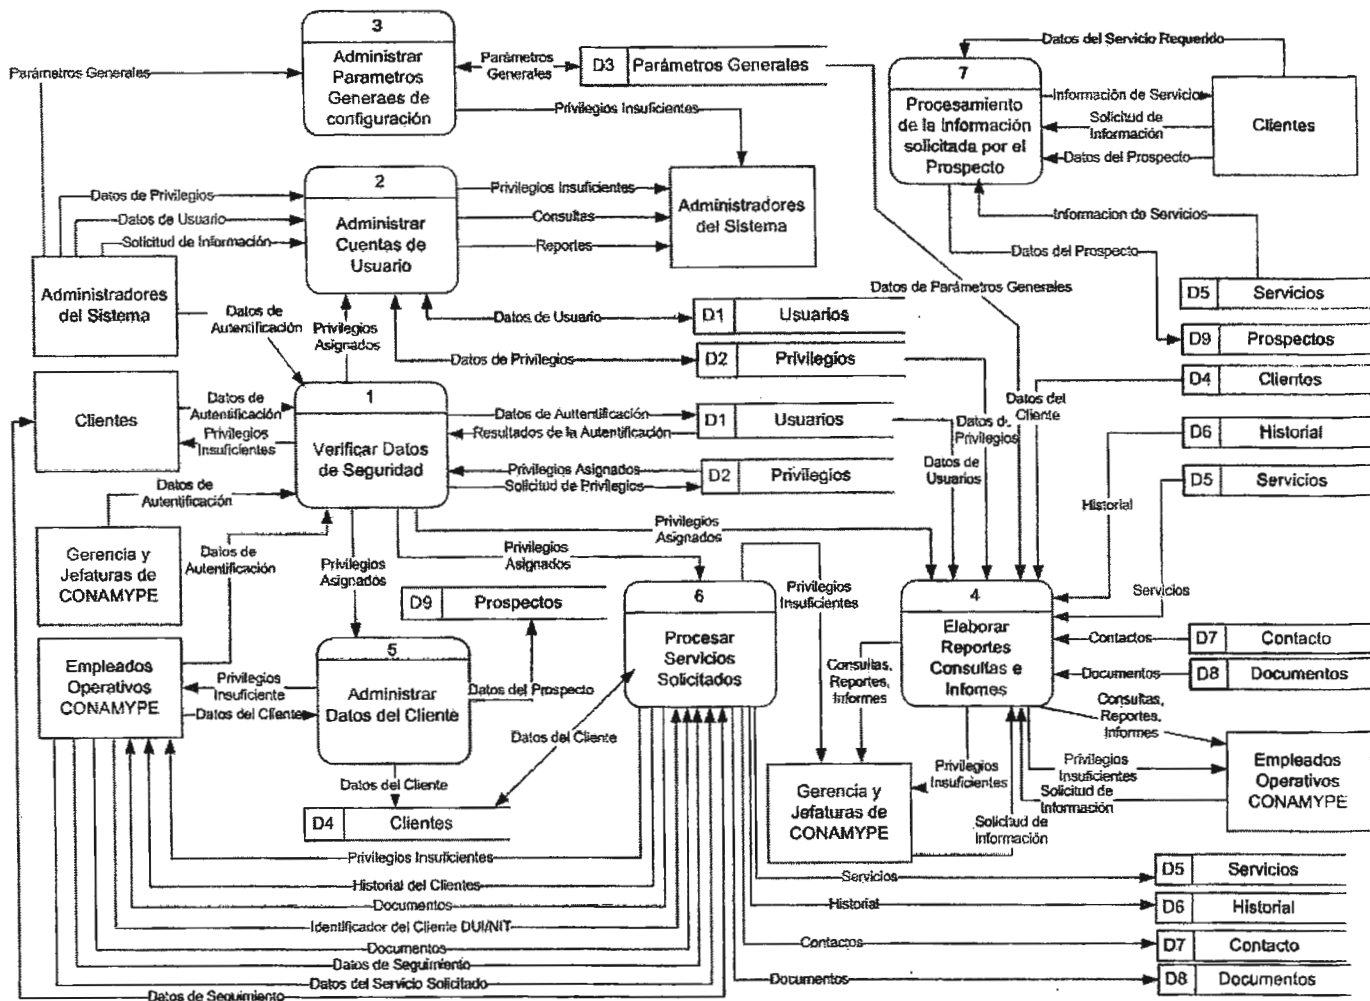 3
Administrar
Parametros
Generaes de
configuración
Parámetros Generales
Parámetros
Generales
D3 Parámetros Generales
Privilegios Insuficientes
Datos del Servicio Requerido
7
Procesamiento
de la Información
solicitada por el
Prospecto
Información de Servicios
Solicitud de
Información
Datos del Prospecto
Clientes
Informacion de Servicios
Datos del Prospecto
2
Administrar
Cuentas de
Usuario
Datos de Privilegios
Datos de Usuario
Solicitud de Información
Privilegios Insuficientes
Consultas
Reportes
Administradores
del Sistema
Administradores
del Sistema
Datos de
Autentificación
Privilegios
Asignados
Datos de Usuario
D1 Usuarios
Datos de Privilegios
D2 Privilegios
Datos de Parámetros Generales
D5 Servicios
D9 Prospectos
D4 Clientes
D6 Historial
D5 Servicios
Clientes
Datos de
Autentificación
Privilegios
Insuficientes
1
Verificar Datos
de Seguridad
Datos de Autentificación
Resultados de la Autentificación
D1 Usuarios
Privilegios Asignados
Solicitud de Privilegios
D2 Privilegios
Datos de
Usuarios
Datos de
Privilegios
Datos del
Cliente
Historial
Servicios
Datos de
Autentificación
Gerencia y
Jefaturas de
CONAMYPE
Datos de
Autentificación
Privilegios
Asignados
Privilegios
Asignados
Privilegios
Asignados
D9 Prospectos
6
Procesar
Servicios
Solicitados
Privilegios
Insuficientes
4
Elaborar
Reportes
Consultas e
Infomes
Contactos
D7 Contacto
Documentos
D8 Documentos
Empleados
Operativos
CONAMYPE
Privilegios
Insuficiente
Datos del Cliente
5
Administrar
Datos del Cliente
Datos del Prospecto
Datos del Cliente
Datos del Cliente
D4 Clientes
Consultas,
Reportes,
Informes
Privilegios
Insuficientes
Gerencia y
Jefaturas de
CONAMYPE
Solicitud de
Información
Consultas,
Reportes,
Informes
Privilegios
Insuficientes
Solicitud de
Información
Empleados
Operativos
CONAMYPE
Privilegios Insuficientes
Historial del Clientes
Documentos
Identificador del Cliente DUI/NIT
Documentos
Datos de Seguimiento
Datos del Servicio Solicitado
Datos de Seguimiento
Servicios
D5 Servicios
Historial
D6 Historial
Contactos
D7 Contacto
Documentos
D8 Documentos